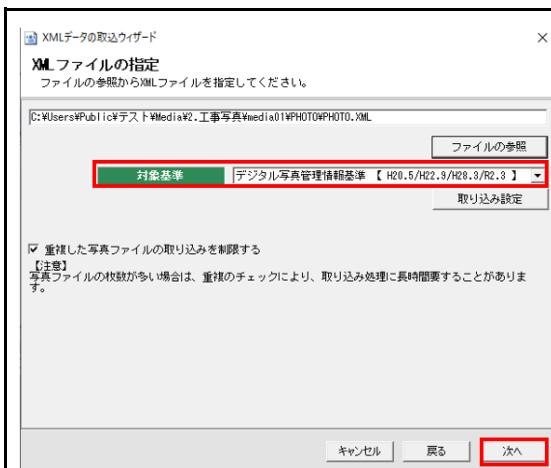 XMLデータの取込ウィザード
XMLファイルの指定
ファイルの参照からXMLファイルを指定してください。
C:¥Users¥Public¥テスト¥Media¥2.工事写真¥media01¥PHOTO¥PHOTO.XML
ファイルの参照
対象基準 デジタル写真管理情報基準 【 H20.5/H22.9/H28.3/R2.3 】
取り込み設定
重複した写真ファイルの取り込みを制限する
【注意】
写真ファイルの枚数が多い場合は、重複のチェックにより、取り込み処理に長時間要することがありま
す。
キャンセル 戻る 次へ